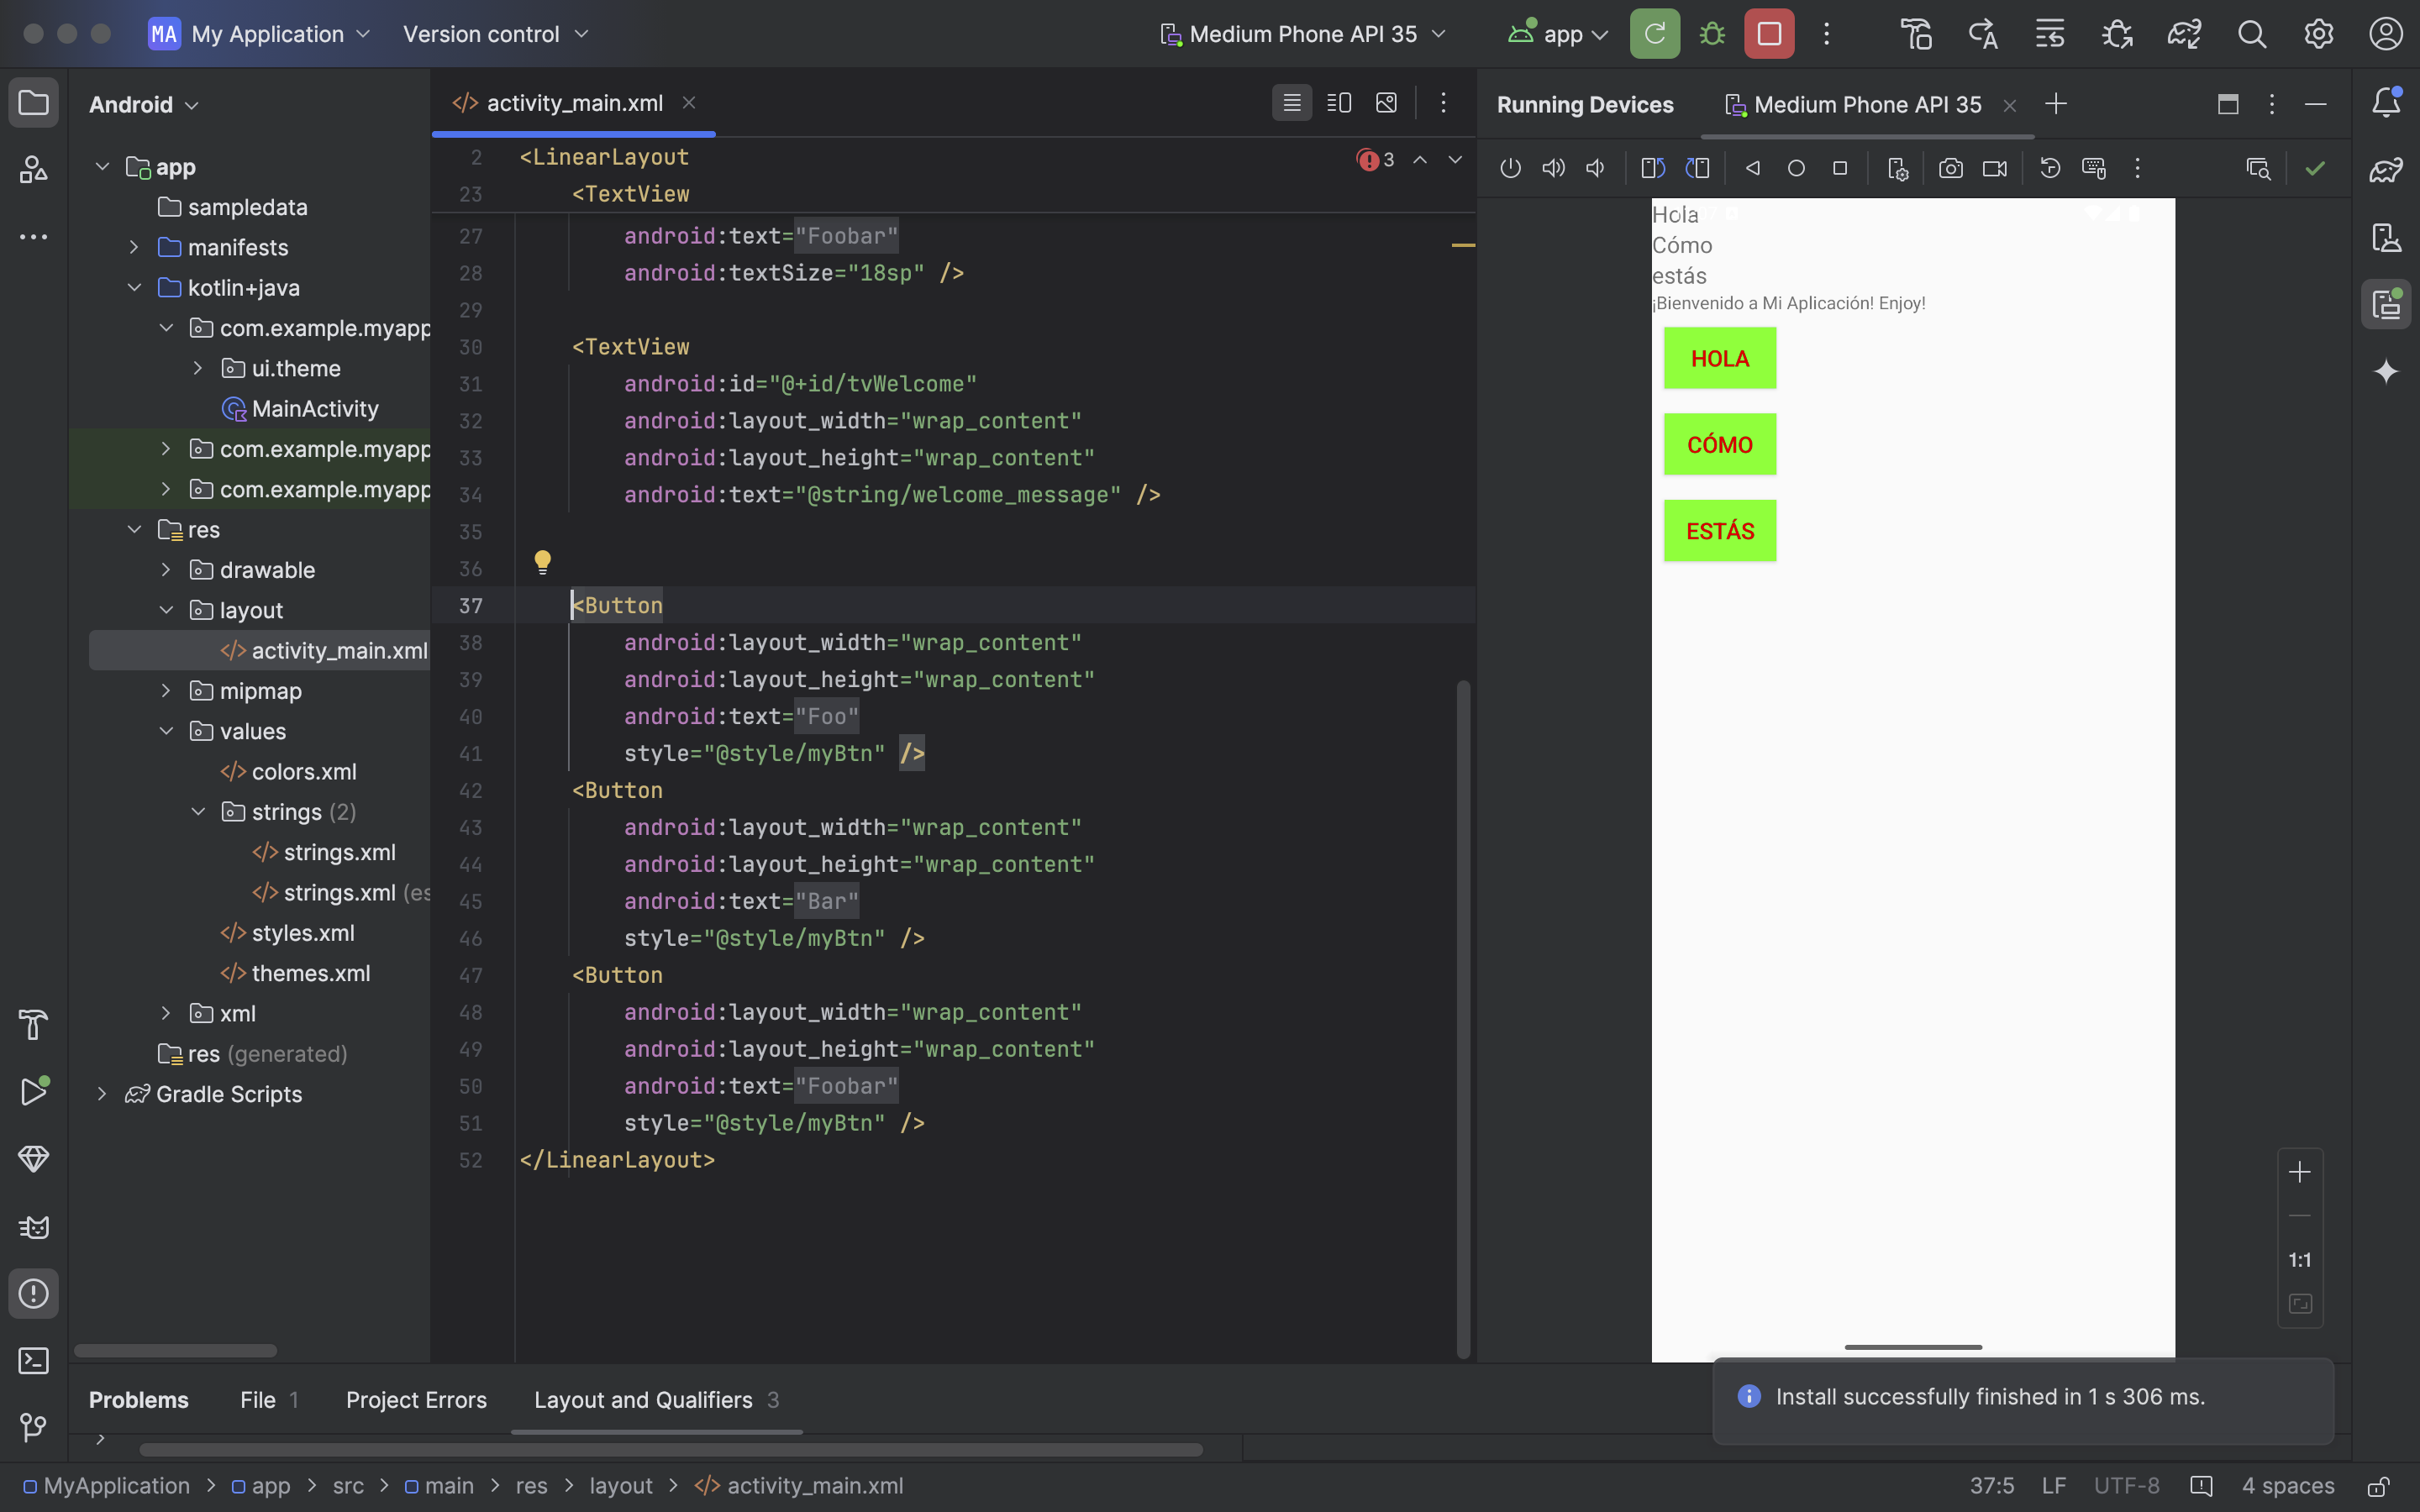 MA My Application Version control Medium Phone API 35 app
Android
app
sampledata
manifests
kotlin+java
com.example.myapp
ui.theme
MainActivity
com.example.myapp
com.example.myapp
res
drawable
layout
activity_main.xml
mipmap
values
colors.xml
strings (2)
strings.xml
strings.xml (es
styles.xml
themes.xml
xml
res (generated)
Gradle Scripts
</> activity_main.xml
3
2 <LinearLayout
23 <TextView
27 android:text="Foobar"
28 android:textSize="18sp" />
29
30 <TextView
31 android:id="@+id/tvWelcome"
32 android:layout_width="wrap_content"
33 android:layout_height="wrap_content"
34 android:text="@string/welcome_message" />
35
36
37 <Button
38 android:layout_width="wrap_content"
39 android:layout_height="wrap_content"
40 android:text="Foo"
41 style="@style/myBtn" />
42 <Button
43 android:layout_width="wrap_content"
44 android:layout_height="wrap_content"
45 android:text="Bar"
46 style="@style/myBtn" />
47 <Button
48 android:layout_width="wrap_content"
49 android:layout_height="wrap_content"
50 android:text="Foobar"
51 style="@style/myBtn" />
52 </LinearLayout>
Running Devices Medium Phone API 35
Hola
Cómo
estás
¡Bienvenido a Mi Aplicación! Enjoy!
HOLA
CÓMO
ESTÁS
1:1
Problems File 1 Project Errors Layout and Qualifiers 3
Install successfully finished in 1 s 306 ms.
MyApplication > app > src > main > res > layout > </> activity_main.xml
37:5 LF UTF-8 4 spaces